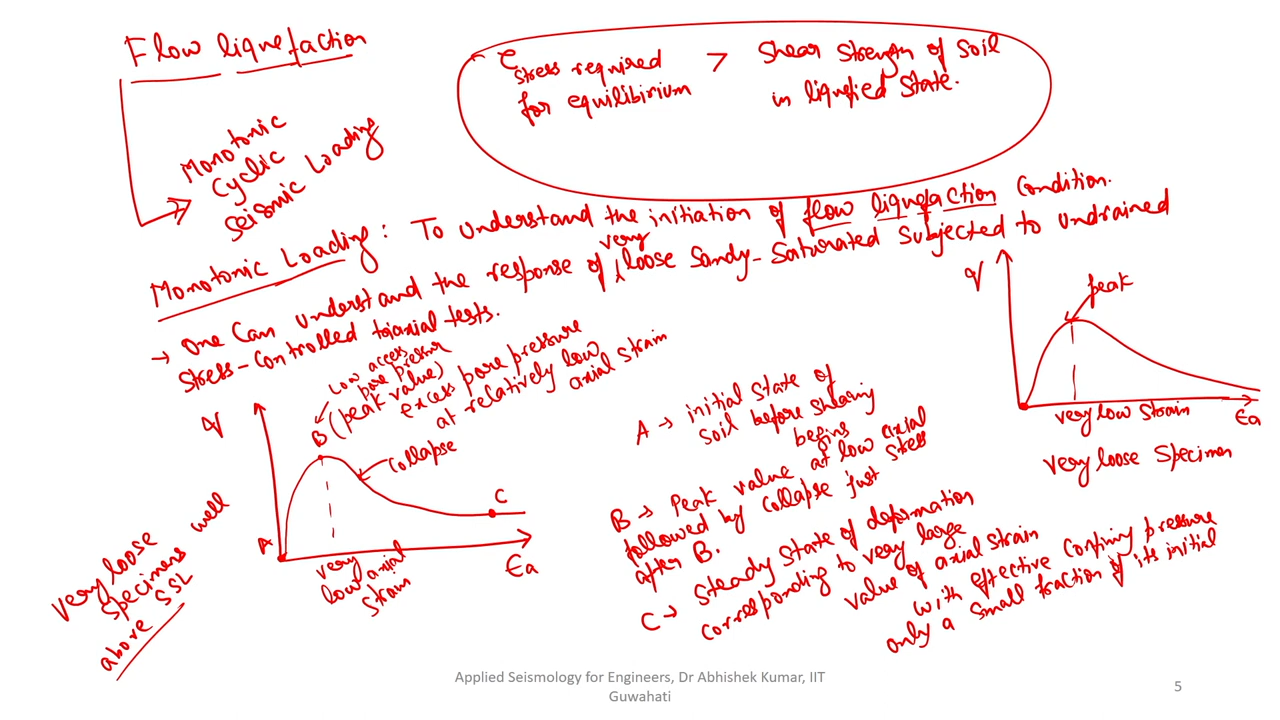 Flow liquefaction
Monotonic
Cyclic
Seismic Loading
τ stress required > Shear Strength of Soil
for equilibirium in liquified State.
Monotonic Loading: To understand the initiation of flow liquefaction Condition.
→ One Can understand the response of very loose Sandy-Saturated Subjected to undrained
Stress-Controlled triaxial tests.
q
peak
very low Strain
εa
very loose Specimen
Low access
pore pressur
B (peak value)
excess pore pressure
at relatively low
axial strain
q
Collapse
A
C
very
low axial
Strain
εa
very loose
Specimens well
above SSL
A → initial State of
Soil before Shearing
begins
B → Peak value at low axial
followed by Collapse just stess
after B.
C → Steady State of deformation
Corresponding to very large
value of axial Strain
with effective Confing pressure
only a small fraction of its initial
Applied Seismology for Engineers, Dr Abhishek Kumar, IIT
Guwahati
5